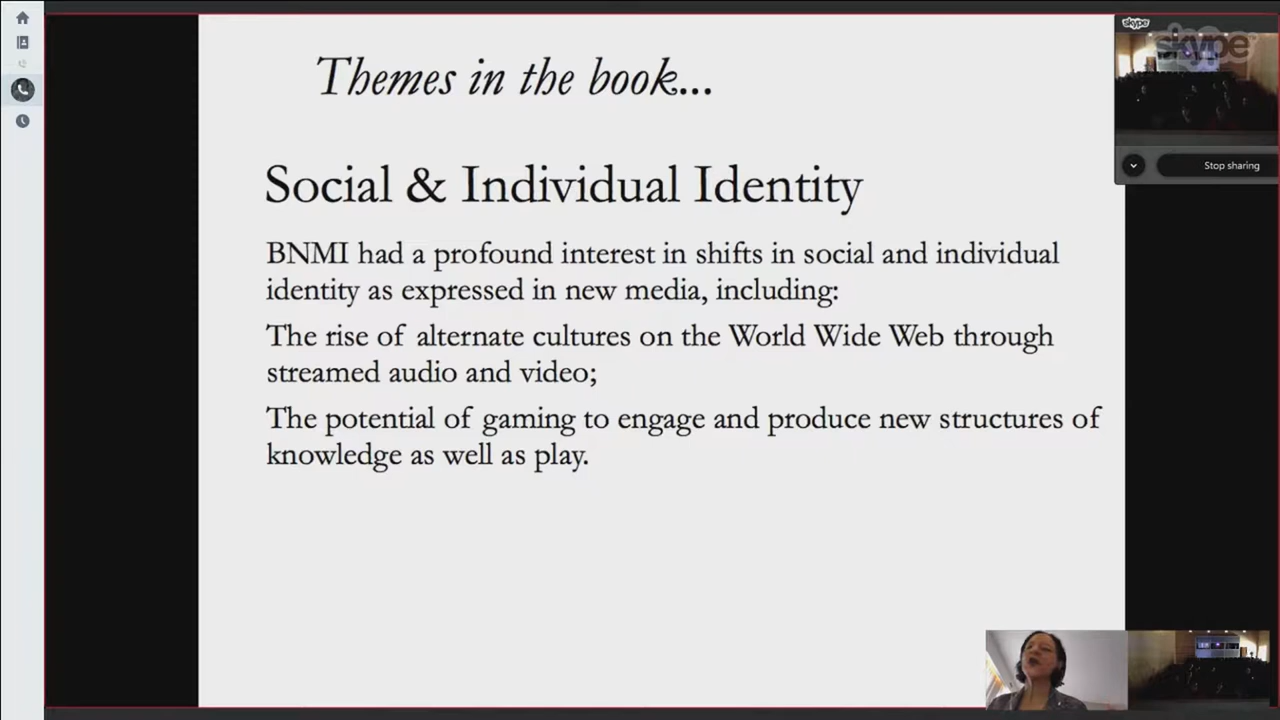 Themes in the book...
skype
skype
Social & Individual Identity
Stop sharing
BNMI had a profound interest in shifts in social and individual
identity as expressed in new media, including:
The rise of alternate cultures on the World Wide Web through
streamed audio and video;
The potential of gaming to engage and produce new structures of
knowledge as well as play.